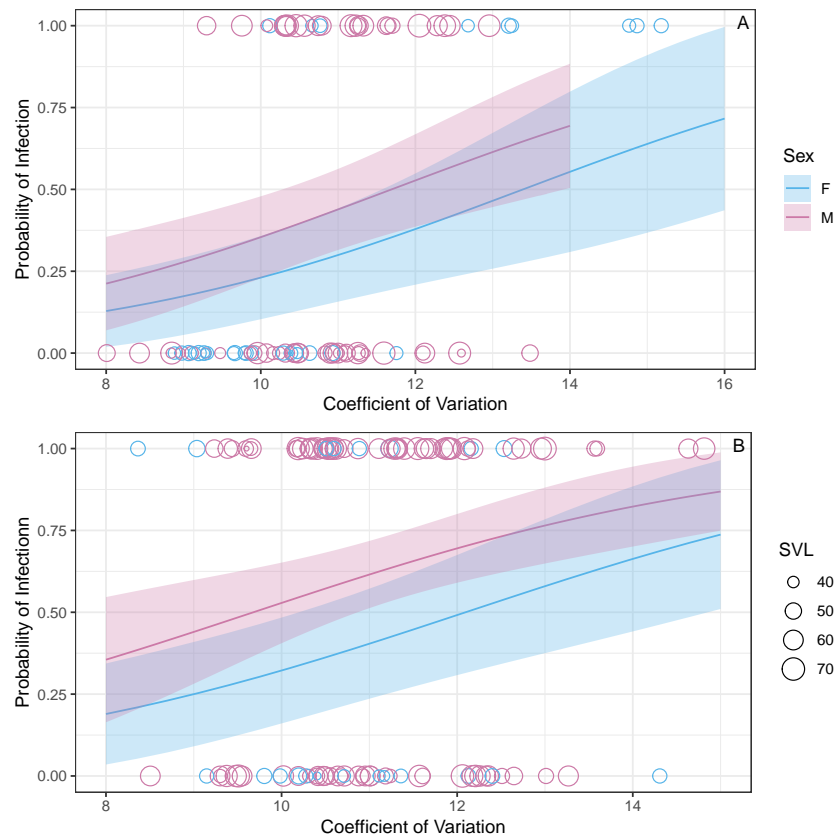 A
1.00
0.75
0.50
0.25
0.00
Probability of Infection
8 10 12 14 16
Coefficient of Variation
Sex
F
M
B
1.00
0.75
0.50
0.25
0.00
Probability of Infectionn
8 10 12 14
Coefficient of Variation
SVL
40
50
60
70